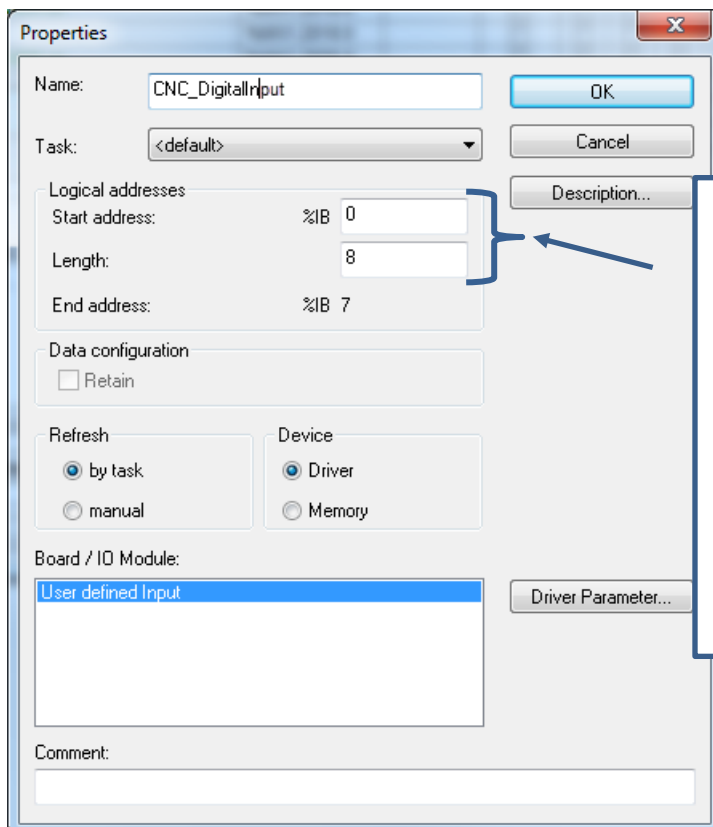 Properties
Name: CNC_DigitalInput OK
Task: <default> Cancel
Logical addresses Description...
Start address: %IB 0
Length: 8
End address: %IB 7
Data configuration
Retain
Refresh Device
by task Driver
manual Memory
Board / IO Module:
User defined Input Driver Parameter...
Comment: